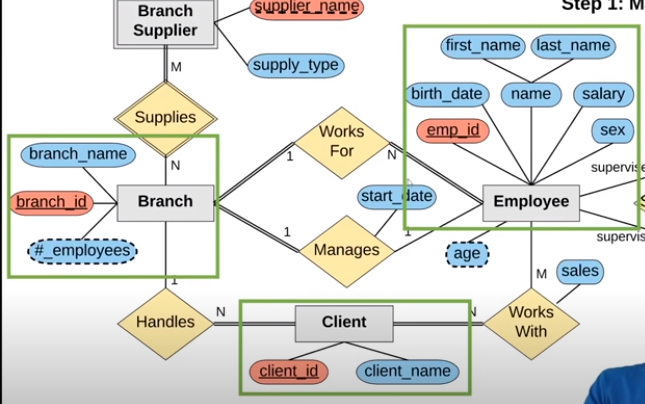 Step 1: M
Branch
Supplier
supplier_name
supply_type
M
Supplies
N
branch_name
branch_id
#_employees
Branch
1
Works
For
N
start_date
1
Manages
1
first_name
last_name
birth_date
name
salary
emp_id
sex
supervise
Employee
supervis
age
M
sales
1
Handles
N
Client
N
Works
With
client_id
client_name